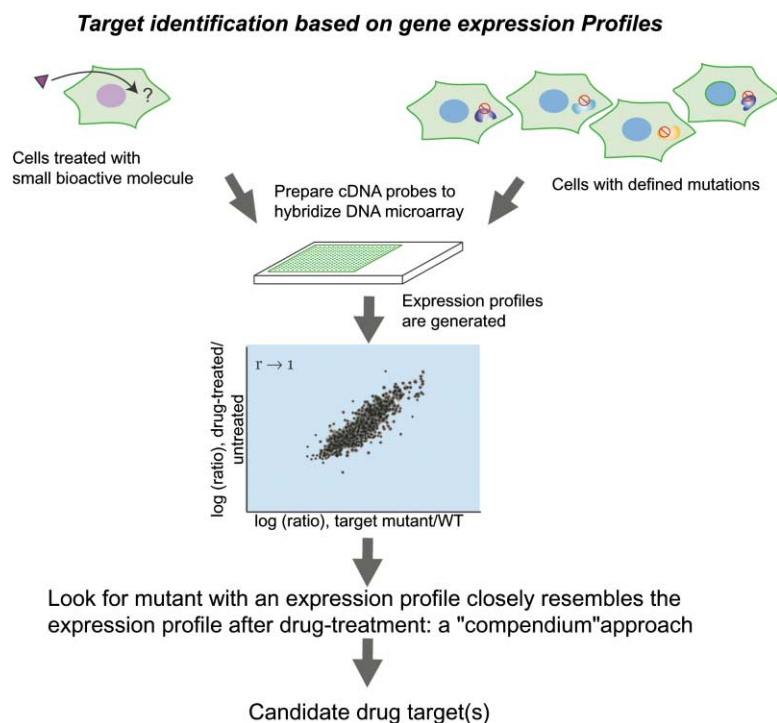 Target identification based on gene expression Profiles
?
Cells treated with
small bioactive molecule
Prepare cDNA probes to
hybridize DNA microarray
Cells with defined mutations
Expression profiles
are generated
r → 1
log (ratio), drug-treated/
untreated
log (ratio), target mutant/WT
Look for mutant with an expression profile closely resembles the
expression profile after drug-treatment: a "compendium"approach
Candidate drug target(s)